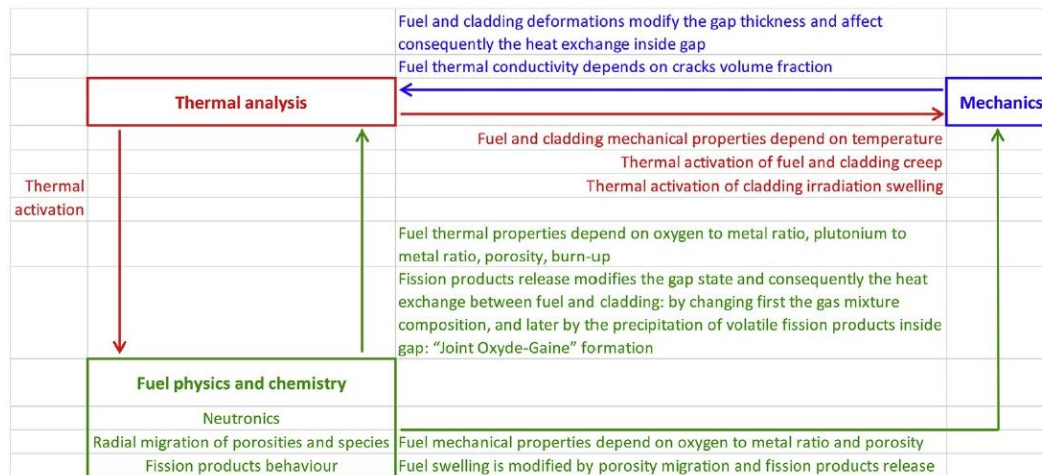 Fuel and cladding deformations modify the gap thickness and affect
consequently the heat exchange inside gap
Fuel thermal conductivity depends on cracks volume fraction
Thermal analysis
Mechanics
Fuel and cladding mechanical properties depend on temperature
Thermal activation of fuel and cladding creep
Thermal activation of cladding irradiation swelling
Thermal
activation
Fuel thermal properties depend on oxygen to metal ratio, plutonium to
metal ratio, porosity, burn-up
Fission products release modifies the gap state and consequently the heat
exchange between fuel and cladding: by changing first the gas mixture
composition, and later by the precipitation of volatile fission products inside
gap: “Joint Oxyde-Gaine” formation
Fuel physics and chemistry
Neutronics
Radial migration of porosities and species
Fuel mechanical properties depend on oxygen to metal ratio and porosity
Fission products behaviour
Fuel swelling is modified by porosity migration and fission products release